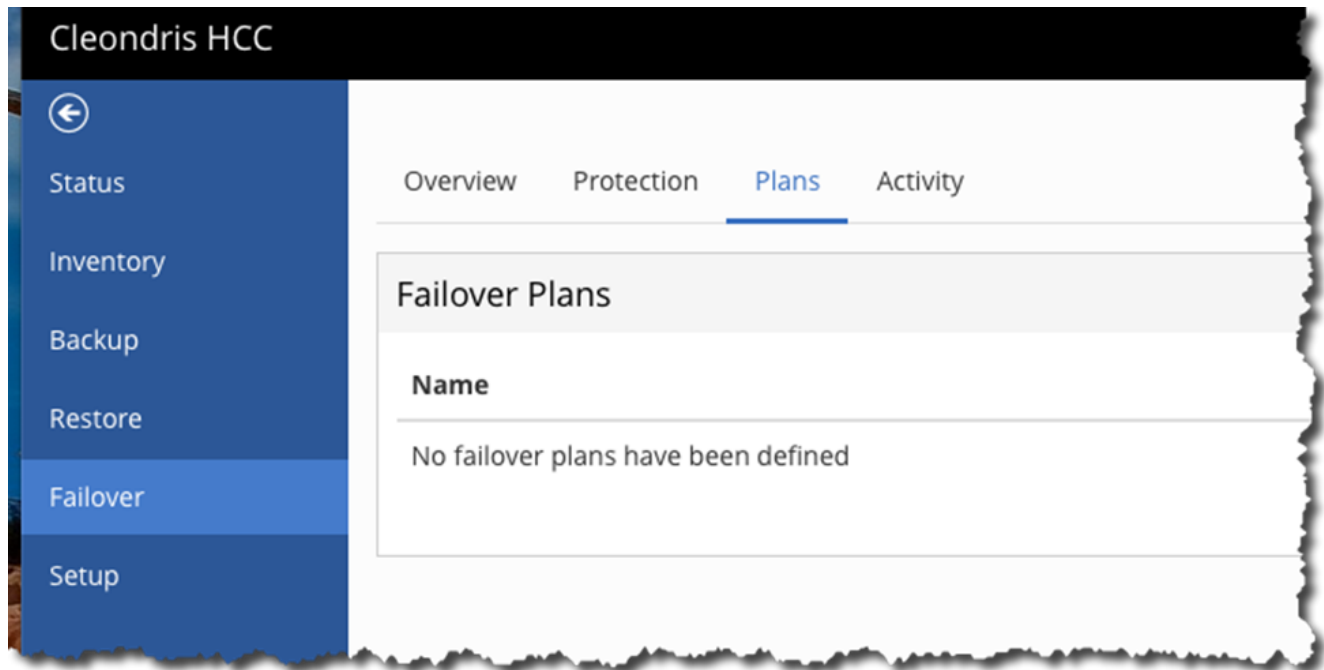 Cleondris HCC
Status
Inventory
Backup
Restore
Failover
Setup
Overview Protection Plans Activity
Failover Plans
Name
No failover plans have been defined